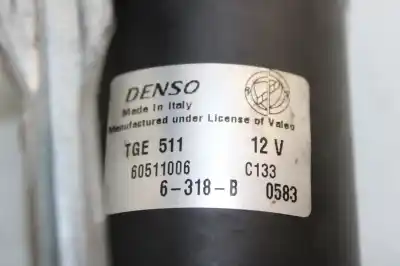 DENSO
Made in Italy
Manufactured under License of Valeo
TGE 511 12 V
60511006 C133
6-318-B 0583